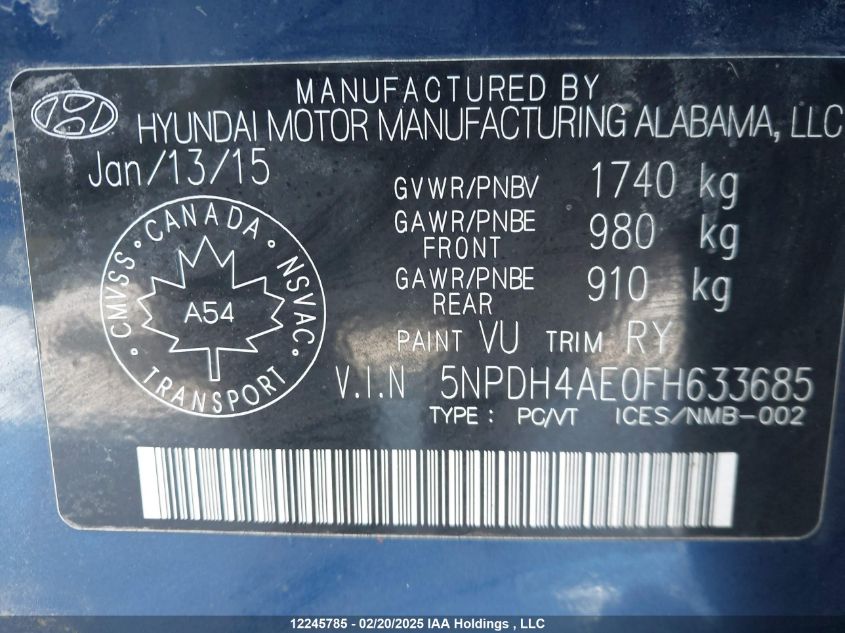 MANUFACTURED BY
HYUNDAI MOTOR MANUFACTURING ALABAMA, LLC
Jan/13/15
GVWR/PNBV 1740 kg
GAWR/PNBE FRONT 980 kg
GAWR/PNBE REAR 910 kg
CANADA
CMVSS · NSVAC
A54
TRANSPORT
PAINT VU TRIM RY
V.I.N 5NPDH4AE0FH633685
TYPE : PC/VT ICES/NMB-002
12245785 - 02/20/2025 IAA Holdings , LLC